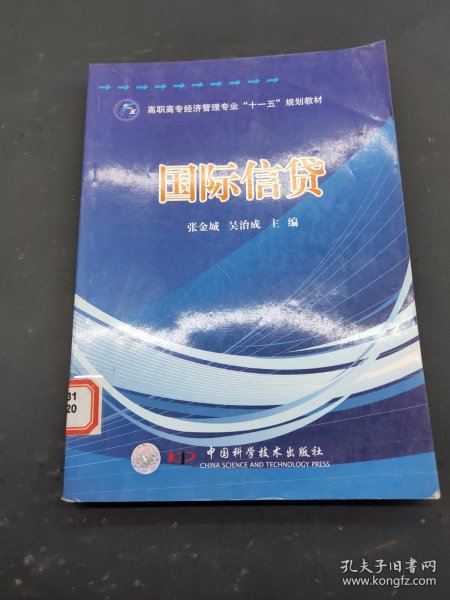 高职高专经济管理专业“十一五”规划教材
国际信贷
张金城 吴治成 主 编
31
20
中国科学技术出版社
CHINA SCIENCE AND TECHNOLOGY PRESS
孔夫子旧书网
www.kongfz.com